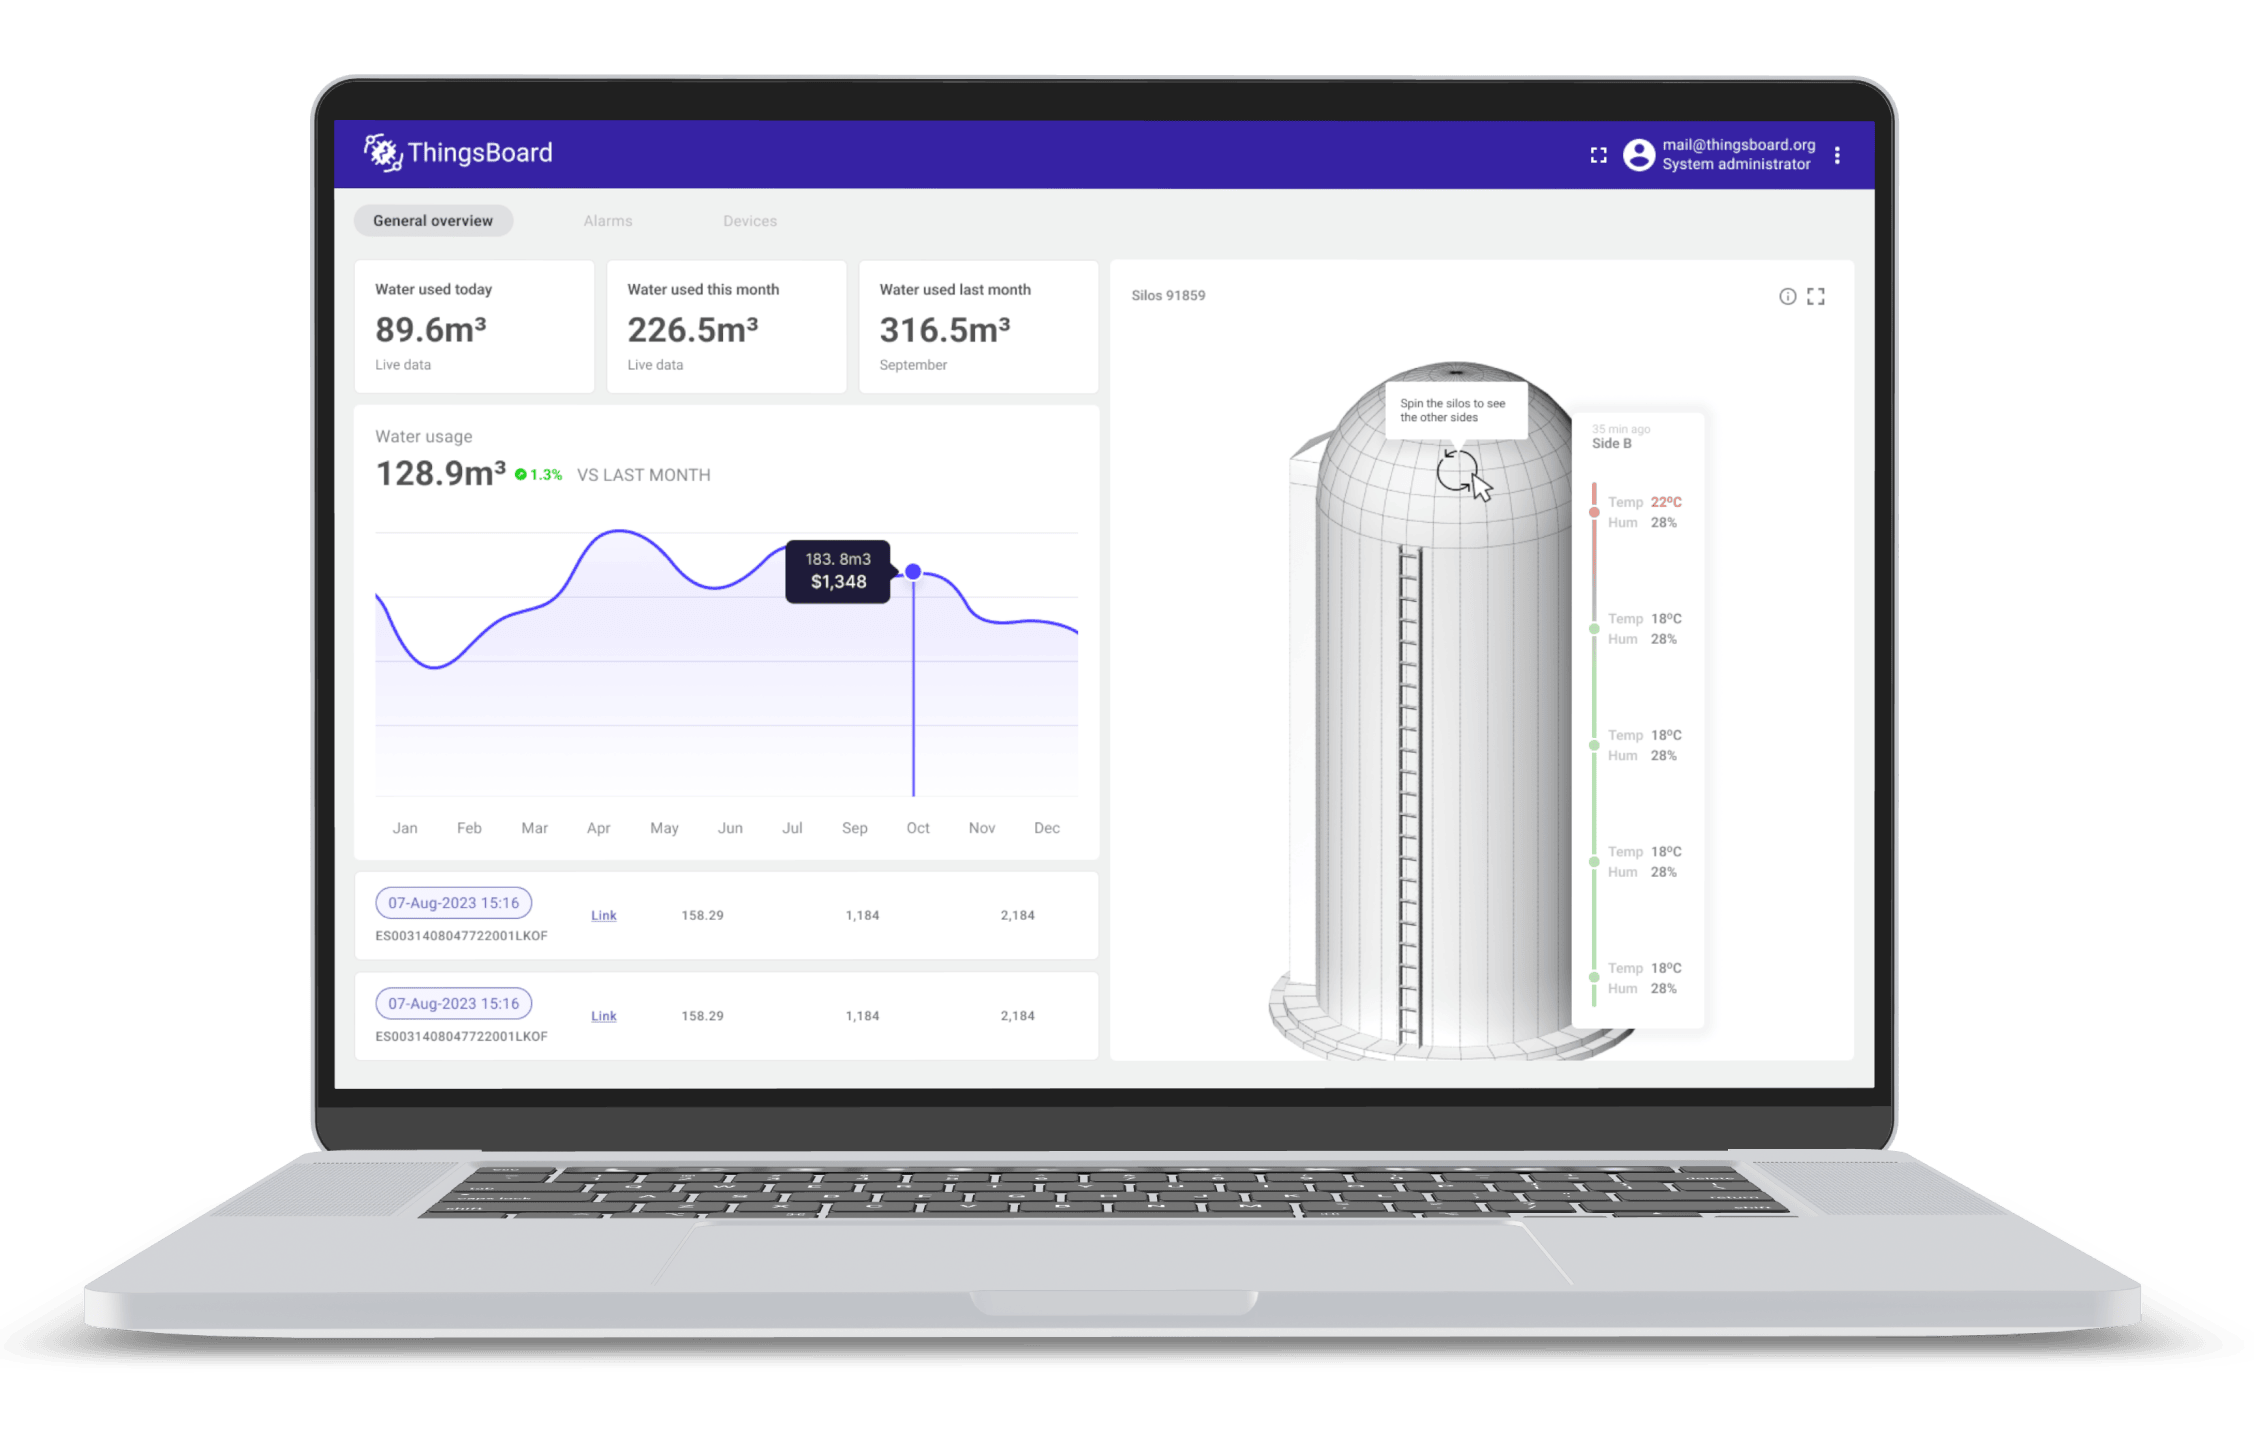 ThingsBoard
mail@thingsboard.org
System administrator
General overview
Alarms
Devices
Water used today
89.6m³
Live data
Water used this month
226.5m³
Live data
Water used last month
316.5m³
September
Water usage
128.9m³ 1.3% VS LAST MONTH
183. 8m3
$1,348
Jan Feb Mar Apr May Jun Jul Sep Oct Nov Dec
07-Aug-2023 15:16
ES0031408047722001LKOF
Link 158.29 1,184 2,184
07-Aug-2023 15:16
ES0031408047722001LKOF
Link 158.29 1,184 2,184
Silos 91859
Spin the silos to see
the other sides
35 min ago
Side B
Temp 22ºC
Hum 28%
Temp 18ºC
Hum 28%
Temp 18ºC
Hum 28%
Temp 18ºC
Hum 28%
Temp 18ºC
Hum 28%